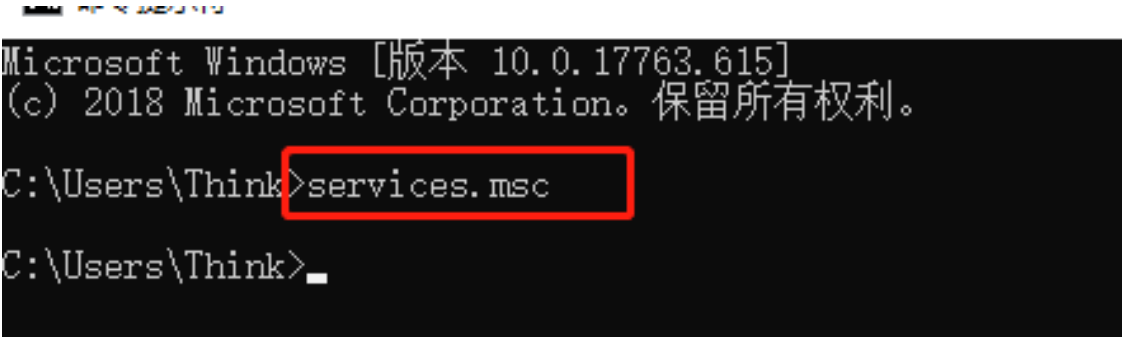 Microsoft Windows [版本 10.0.17763.615]
(c) 2018 Microsoft Corporation。保留所有权利。
C:\Users\Think>services.msc
C:\Users\Think>